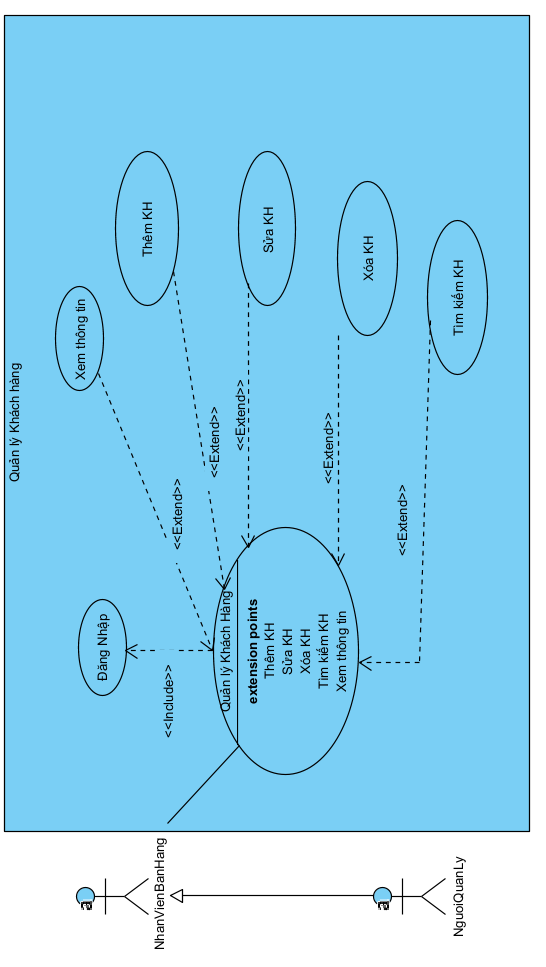 Quản lý Khách hàng
Xem thông tin
Thêm KH
Sửa KH
Xóa KH
Tìm kiếm KH
<<Extend>>
<<Extend>>
<<Extend>>
<<Extend>>
<<Extend>>
Đăng Nhập
<<Include>>
Quản lý Khách Hàng
extension points
Thêm KH
Sửa KH
Xóa KH
Tìm kiếm KH
Xem thông tin
NhanVienBanHang
NguoiQuanLy